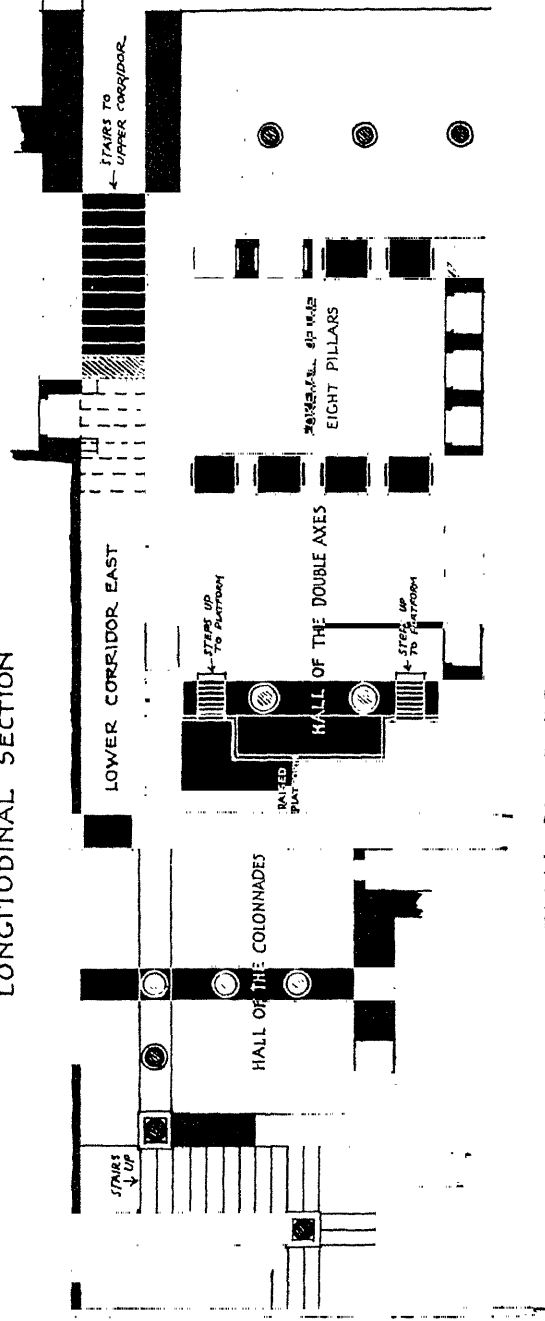 LONGITUDINAL SECTION
STAIRS TO
UPPER CORRIDOR
LOWER CORRIDOR EAST
EIGHT PILLARS
HALL OF THE DOUBLE AXES
STEPS UP
TO PLATFORM
STEPS UP
TO PLATFORM
RAISED
PLAT
HALL OF THE COLONNADES
STAIRS
UP